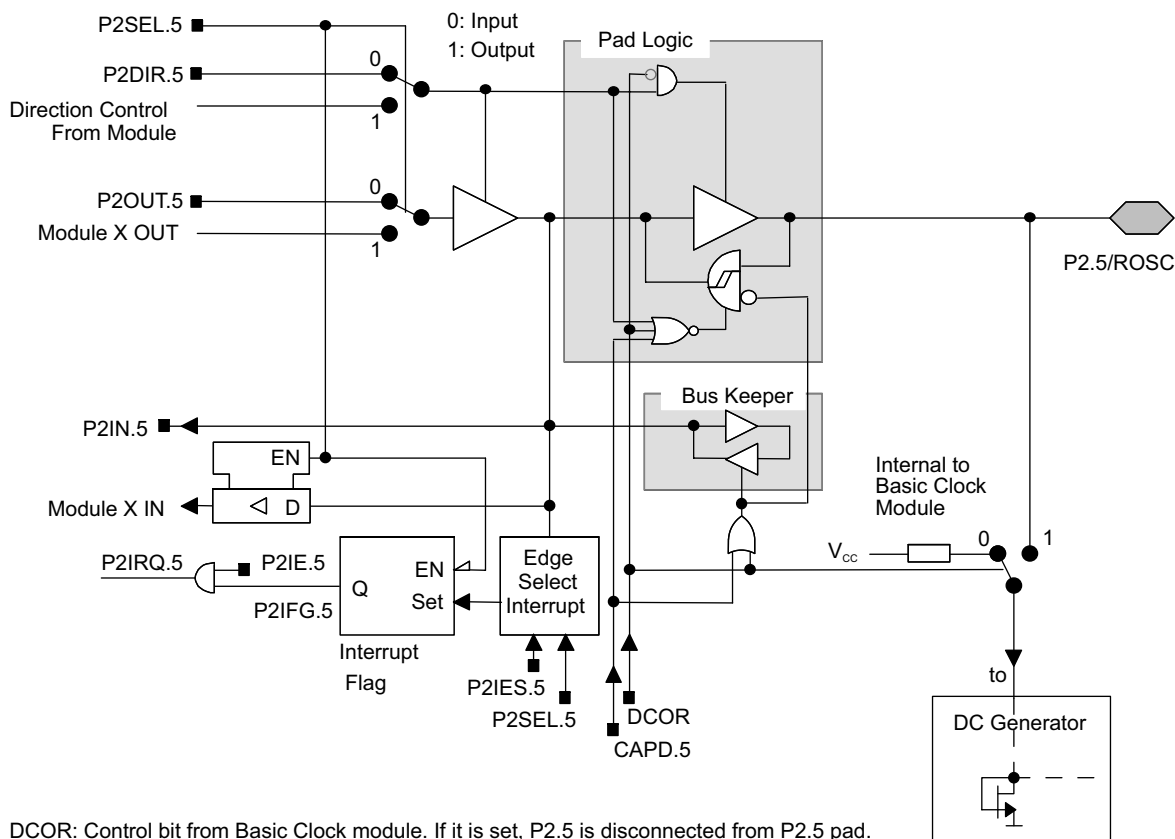 P2SEL.5
0: Input
1: Output
Pad Logic
P2DIR.5
0
Direction Control
From Module
1
P2OUT.5
0
Module X OUT
1
P2.5/ROSC
Bus Keeper
P2IN.5
EN
Internal to
Basic Clock
Module
Module X IN
D
VCC
0
1
P2IRQ.5
P2IE.5
EN
Edge
Select
Interrupt
Q
Set
P2IFG.5
Interrupt
Flag
P2IES.5
P2SEL.5
DCOR
CAPD.5
to
DC Generator
DCOR: Control bit from Basic Clock module. If it is set, P2.5 is disconnected from P2.5 pad.